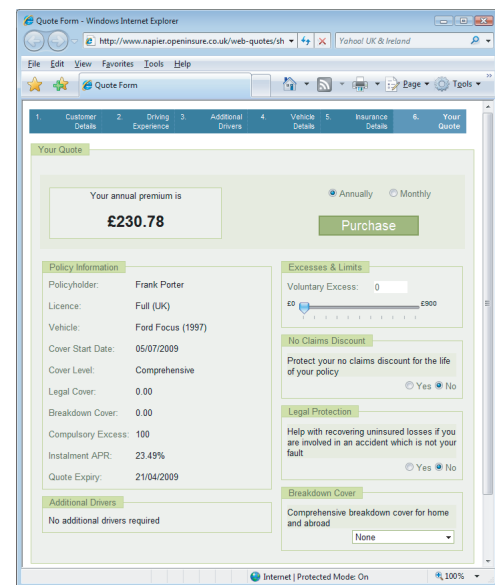 Quote Form - Windows Internet Explorer
http://www.napier.openinsure.co.uk/web-quotes/sh
Yahoo! UK & Ireland
File Edit View Favorites Tools Help
Quote Form
Page Tools
1. Customer Details 2. Driving Experience 3. Additional Drivers 4. Vehicle Details 5. Insurance Details 6. Your Quote
Your Quote
Your annual premium is
£230.78
Annually Monthly
Purchase
Policy Information
Policyholder: Frank Porter
Licence: Full (UK)
Vehicle: Ford Focus (1997)
Cover Start Date: 05/07/2009
Cover Level: Comprehensive
Legal Cover: 0.00
Breakdown Cover: 0.00
Compulsory Excess: 100
Instalment APR: 23.49%
Quote Expiry: 21/04/2009
Additional Drivers
No additional drivers required
Excesses & Limits
Voluntary Excess: 0
£0 £900
No Claims Discount
Protect your no claims discount for the life
of your policy
Yes No
Legal Protection
Help with recovering uninsured losses if you
are involved in an accident which is not your
fault
Yes No
Breakdown Cover
Comprehensive breakdown cover for home
and abroad
None
Internet | Protected Mode: On 100%